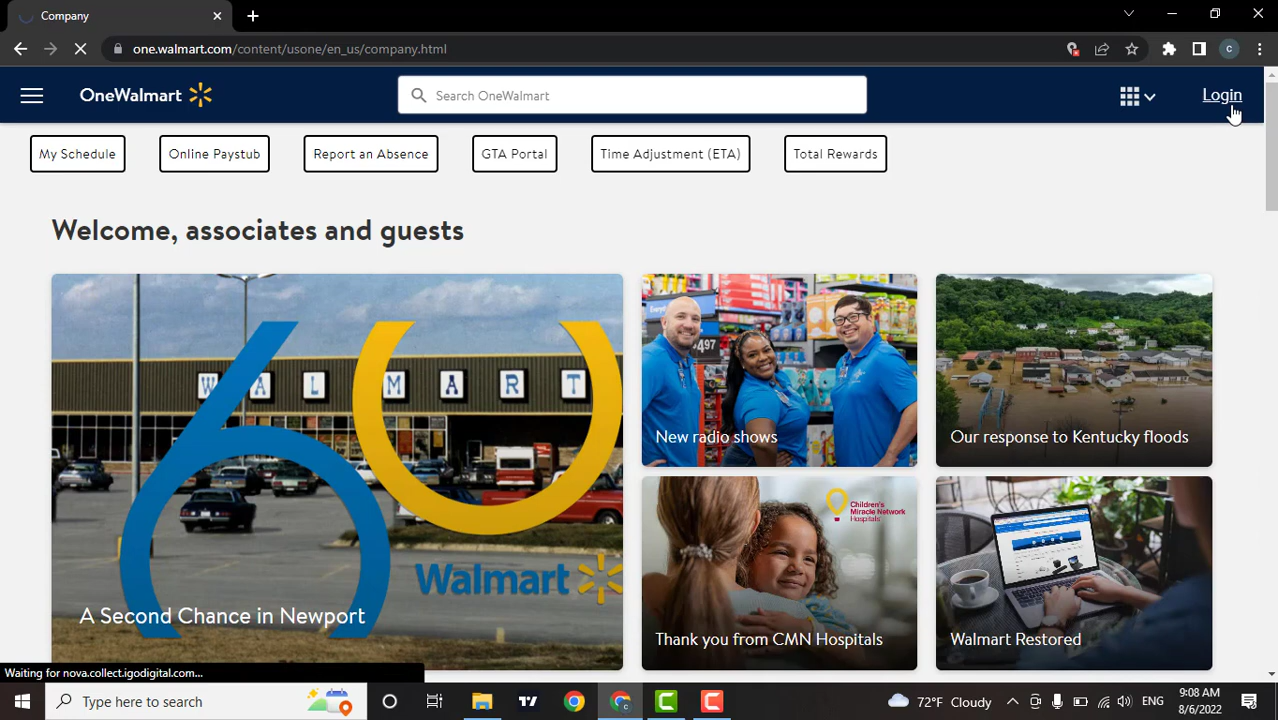 Company
one.walmart.com/content/usone/en_us/company.html
C
OneWalmart
Search OneWalmart
Login
My Schedule
Online Paystub
Report an Absence
GTA Portal
Time Adjustment (ETA)
Total Rewards
Welcome, associates and guests
WALMART
60
Walmart
A Second Chance in Newport
4.97
New radio shows
Our response to Kentucky floods
Children's
Miracle Network
Hospitals
Thank you from CMN Hospitals
Walmart Restored
Waiting for nova.collect.igodigital.com...
Type here to search
72°F Cloudy
ENG
9:08 AM
8/6/2022